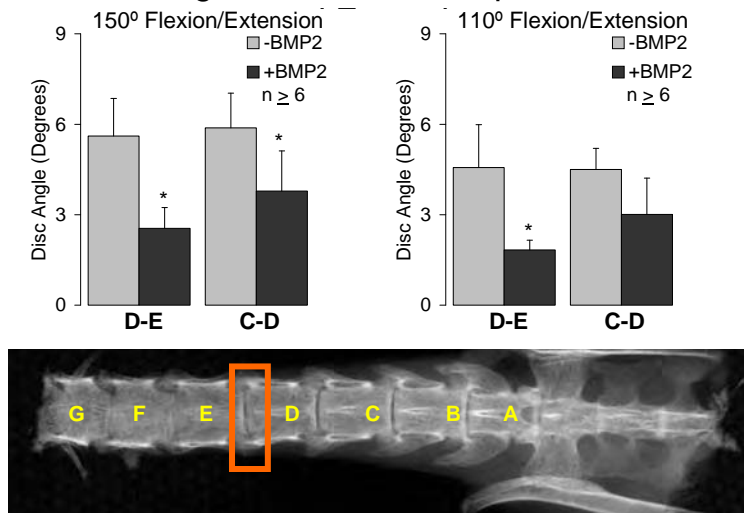 150º Flexion/Extension
9
6
3
0
Disc Angle (Degrees)
-BMP2
+BMP2
n ≥ 6
*
*
D-E
C-D
110º Flexion/Extension
9
6
3
0
Disc Angle (Degrees)
-BMP2
+BMP2
n ≥ 6
*
D-E
C-D
G F E D C B A